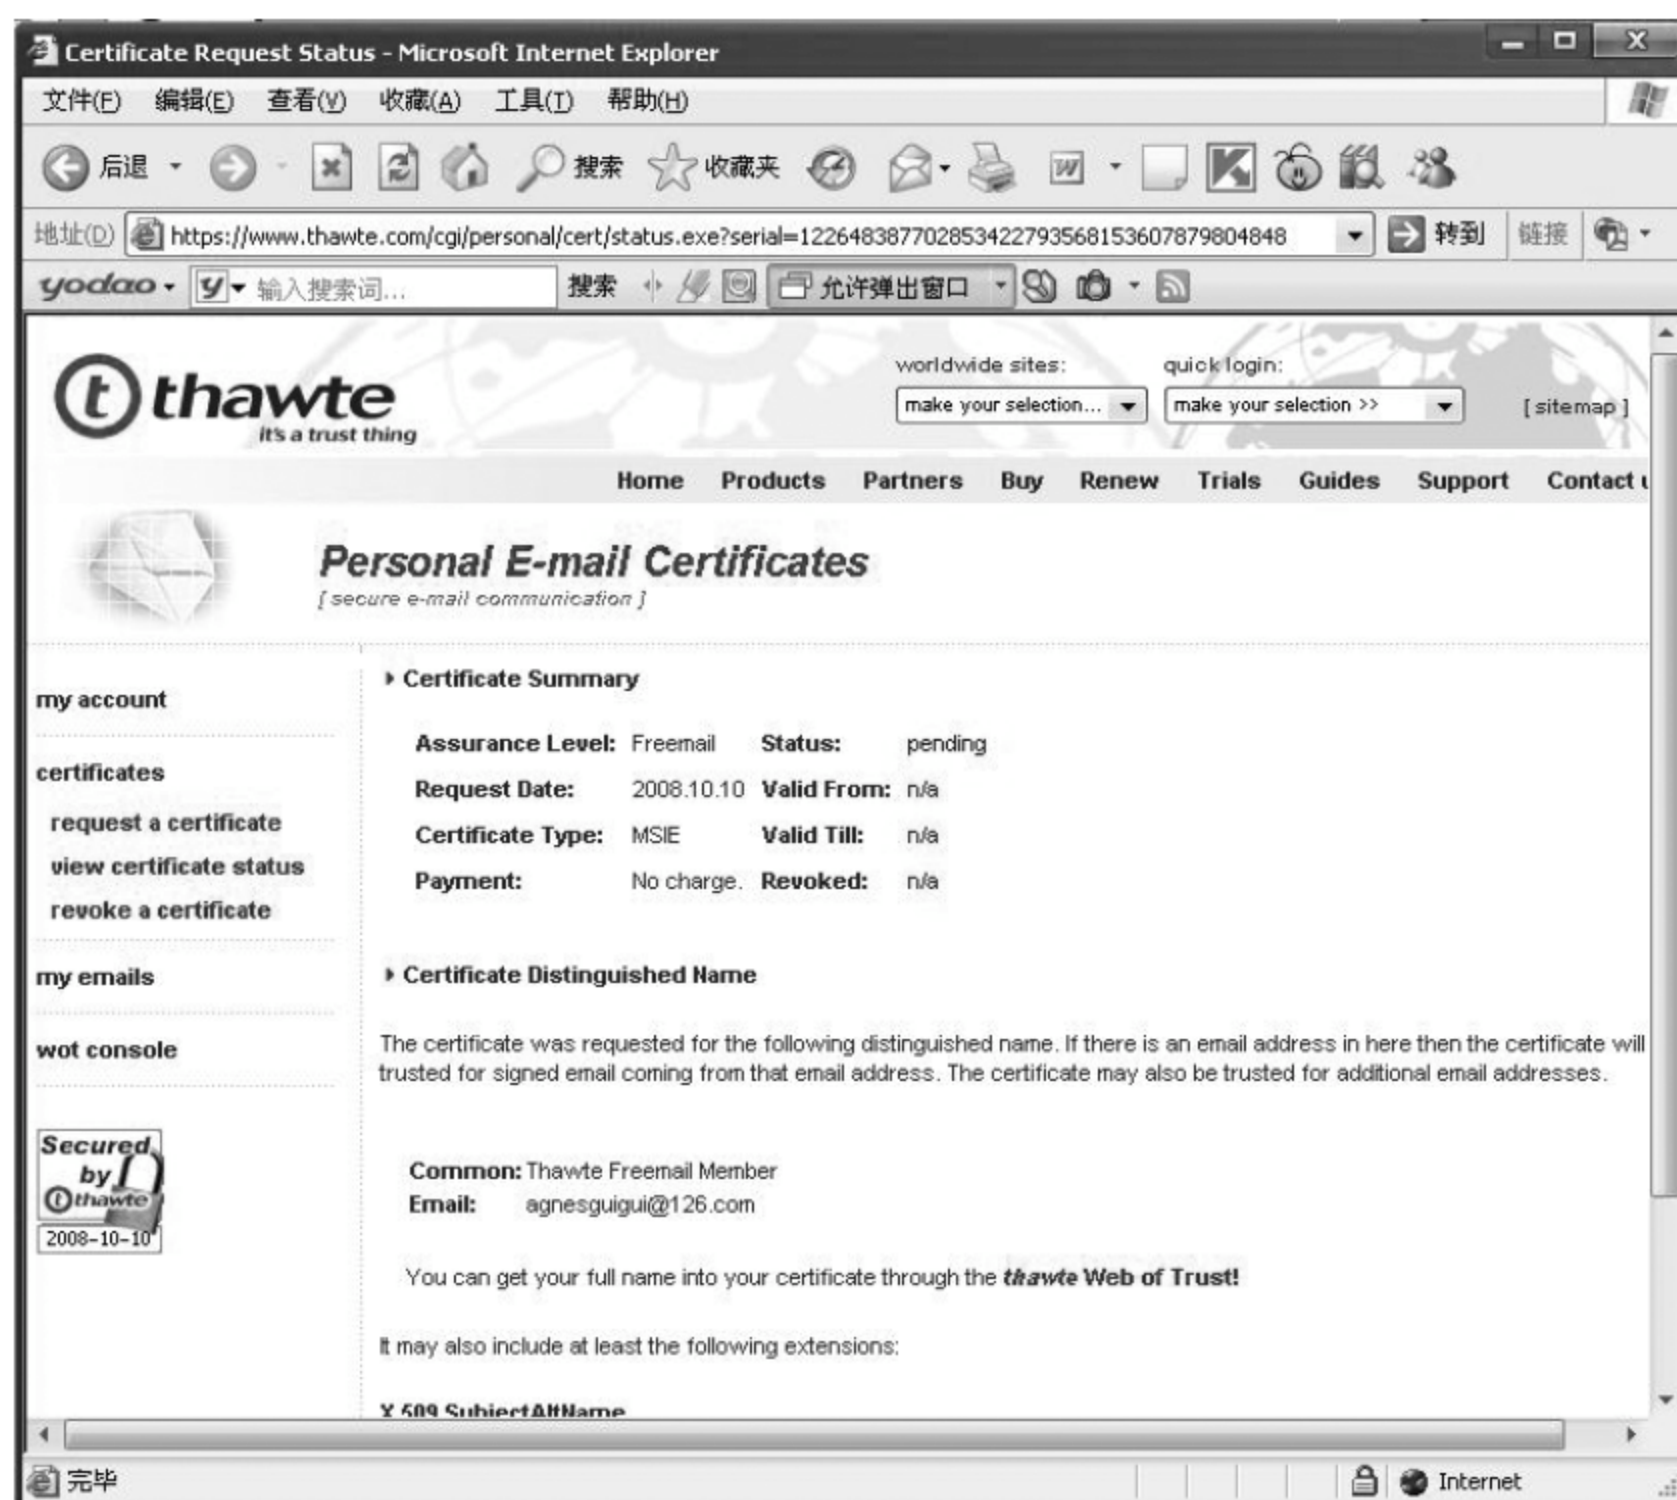 Certificate Request Status - Microsoft Internet Explorer
文件(F) 编辑(E) 查看(V) 收藏(A) 工具(T) 帮助(H)
后退 搜索 收藏夹
地址(D) https://www.thawte.com/cgi/personal/cert/status.exe?serial=122648387702853422793568153607879804848 转到 链接
yodao 输入搜索词... 搜索 允许弹出窗口
thawte
it's a trust thing
worldwide sites: quick login:
make your selection... make your selection >> [ sitemap ]
Home Products Partners Buy Renew Trials Guides Support Contact
Personal E-mail Certificates
[ secure e-mail communication ]
my account
certificates
request a certificate
view certificate status
revoke a certificate
my emails
wot console
Secured
by
thawte
2008-10-10
Certificate Summary
Assurance Level: Freemail Status: pending
Request Date: 2008.10.10 Valid From: n/a
Certificate Type: MSIE Valid Till: n/a
Payment: No charge. Revoked: n/a
Certificate Distinguished Name
The certificate was requested for the following distinguished name. If there is an email address in here then the certificate will
trusted for signed email coming from that email address. The certificate may also be trusted for additional email addresses.
Common: Thawte Freemail Member
Email: agnesguigui@126.com
You can get your full name into your certificate through the thawte Web of Trust!
It may also include at least the following extensions:
X.509 SubjectAltName
完毕 Internet